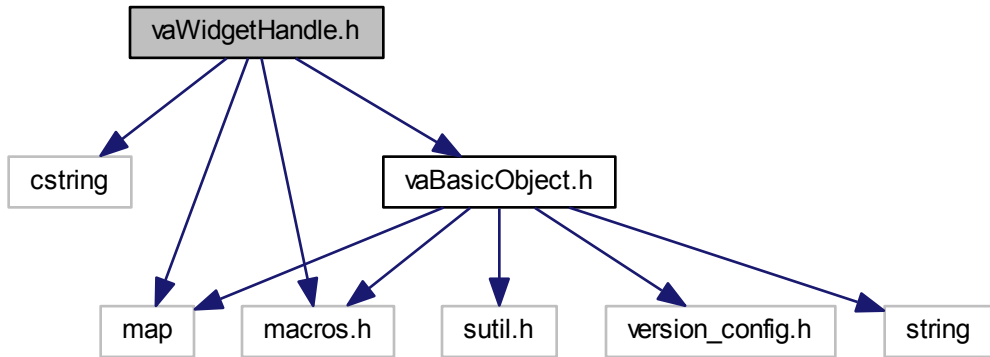 vaWidgetHandle.h
cstring
vaBasicObject.h
map
macros.h
sutil.h
version_config.h
string